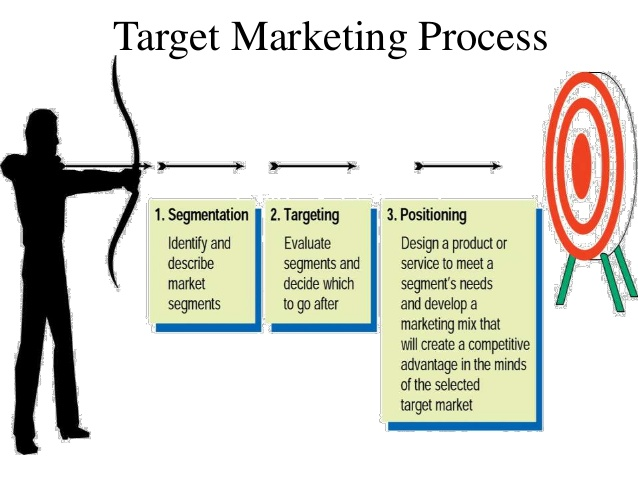 Target Marketing Process
1. Segmentation
Identify and
describe
market
segments
2. Targeting
Evaluate
segments and
decide which
to go after
3. Positioning
Design a product or
service to meet a
segment's needs
and develop a
marketing mix that
will create a competitive
advantage in the minds
of the selected
target market